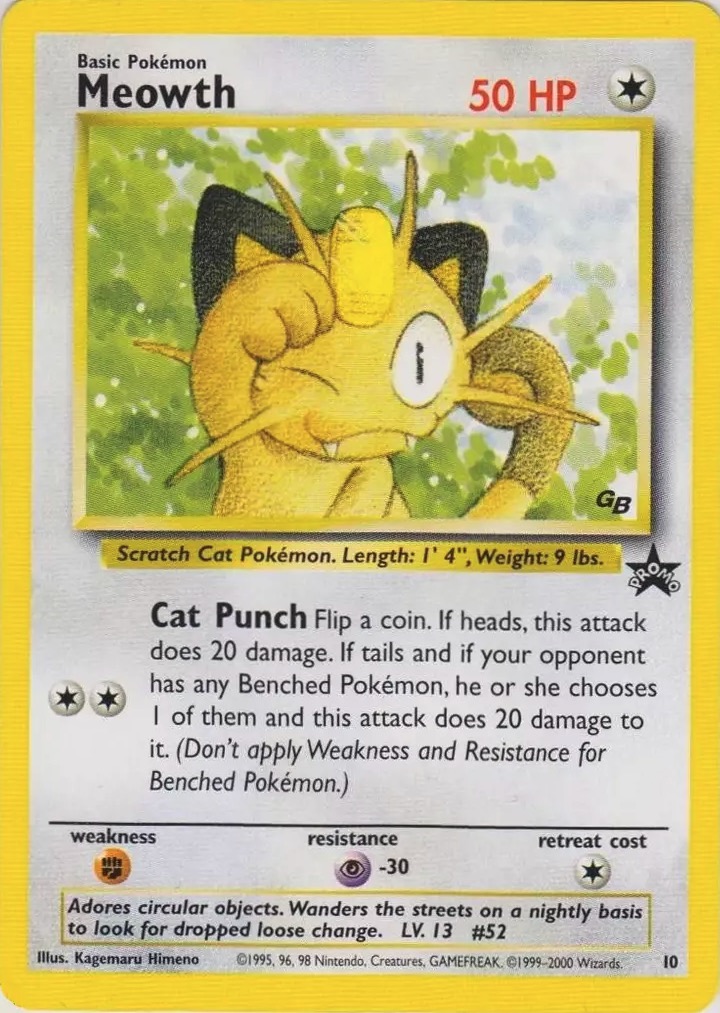 Basic Pokémon
Meowth
50 HP
GB
Scratch Cat Pokémon. Length: 1' 4", Weight: 9 lbs.
PROMO
Cat Punch Flip a coin. If heads, this attack
does 20 damage. If tails and if your opponent
has any Benched Pokémon, he or she chooses
1 of them and this attack does 20 damage to
it. (Don't apply Weakness and Resistance for
Benched Pokémon.)
weakness resistance retreat cost
-30
Adores circular objects. Wanders the streets on a nightly basis
to look for dropped loose change. LV. 13 #52
Illus. Kagemaru Himeno ©1995, 96, 98 Nintendo, Creatures, GAMEFREAK. ©1999-2000 Wizards. 10